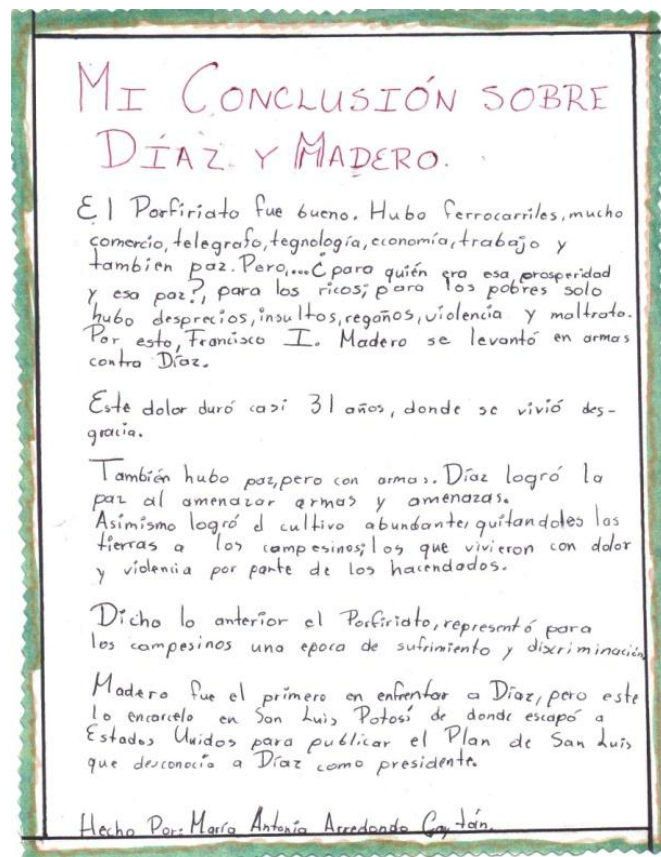 MI CONCLUSIÓN SOBRE
DÍAZ Y MADERO.
El Porfiriato fue bueno. Hubo ferrocarriles, mucho
comercio, telegrafo, tegnología, economía, trabajo y
tambien paz. Pero,...¿para quién era esa prosperidad
y esa paz?, para los ricos; para los pobres solo
hubo desprecios, insultos, regaños, violencia y maltrato.
Por esto, Francisco I. Madero se levantó en armas
contra Díaz.
Este dolor duró casi 31 años, donde se vivió des-
gracia.
También hubo paz, pero con armas. Díaz logró la
paz al amenazar armas y amenazas.
Asimismo logró el cultivo abundante, quitandoles las
tierras a los campesinos; los que vivieron con dolor
y violencia por parte de los hacendados.
Dicho lo anterior el Porfiriato, representó para
los campesinos una epoca de sufrimiento y discriminación
Madero fue el primero en enfrentar a Díaz, pero este
lo encarcelo en San Luis Potosí de donde escapó a
Estados Unidos para publicar el Plan de San Luis
que desconocía a Díaz como presidente.
Hecho Por: María Antonia Arredondo Gaytán.